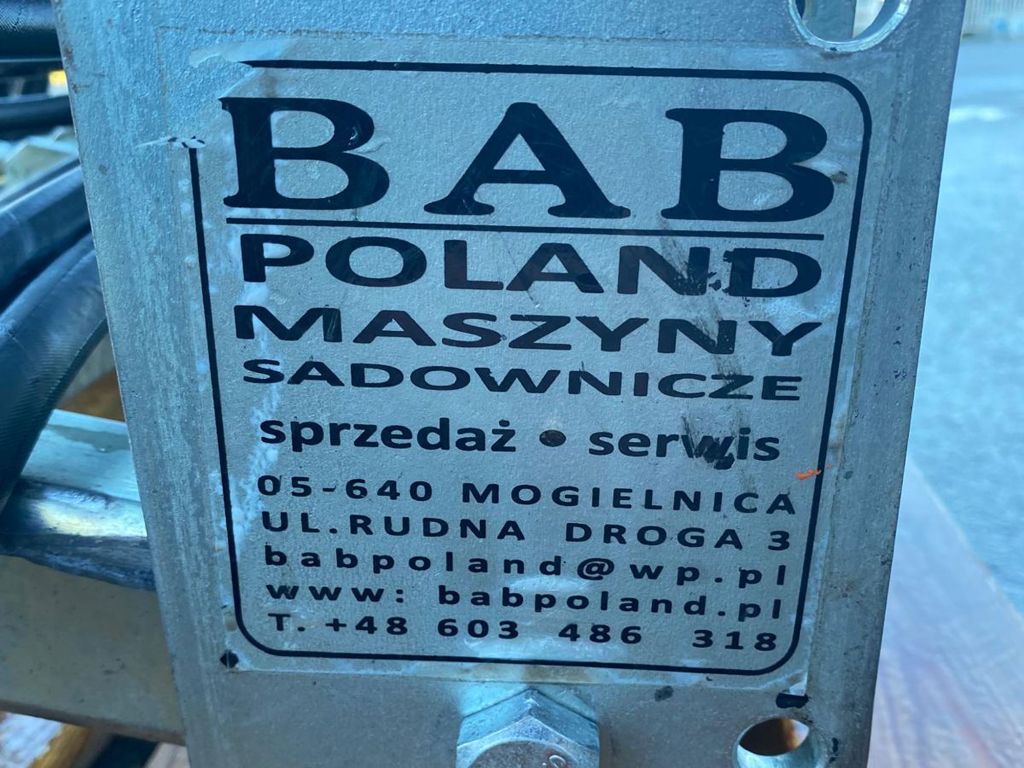 BAB
POLAND
MASZYNY
SADOWNICZE
sprzedaż • serwis
05-640 MOGIELNICA
UL.RUDNA DROGA 3
babpoland@wp.pl
www: babpoland.pl
T. +48 603 486 318